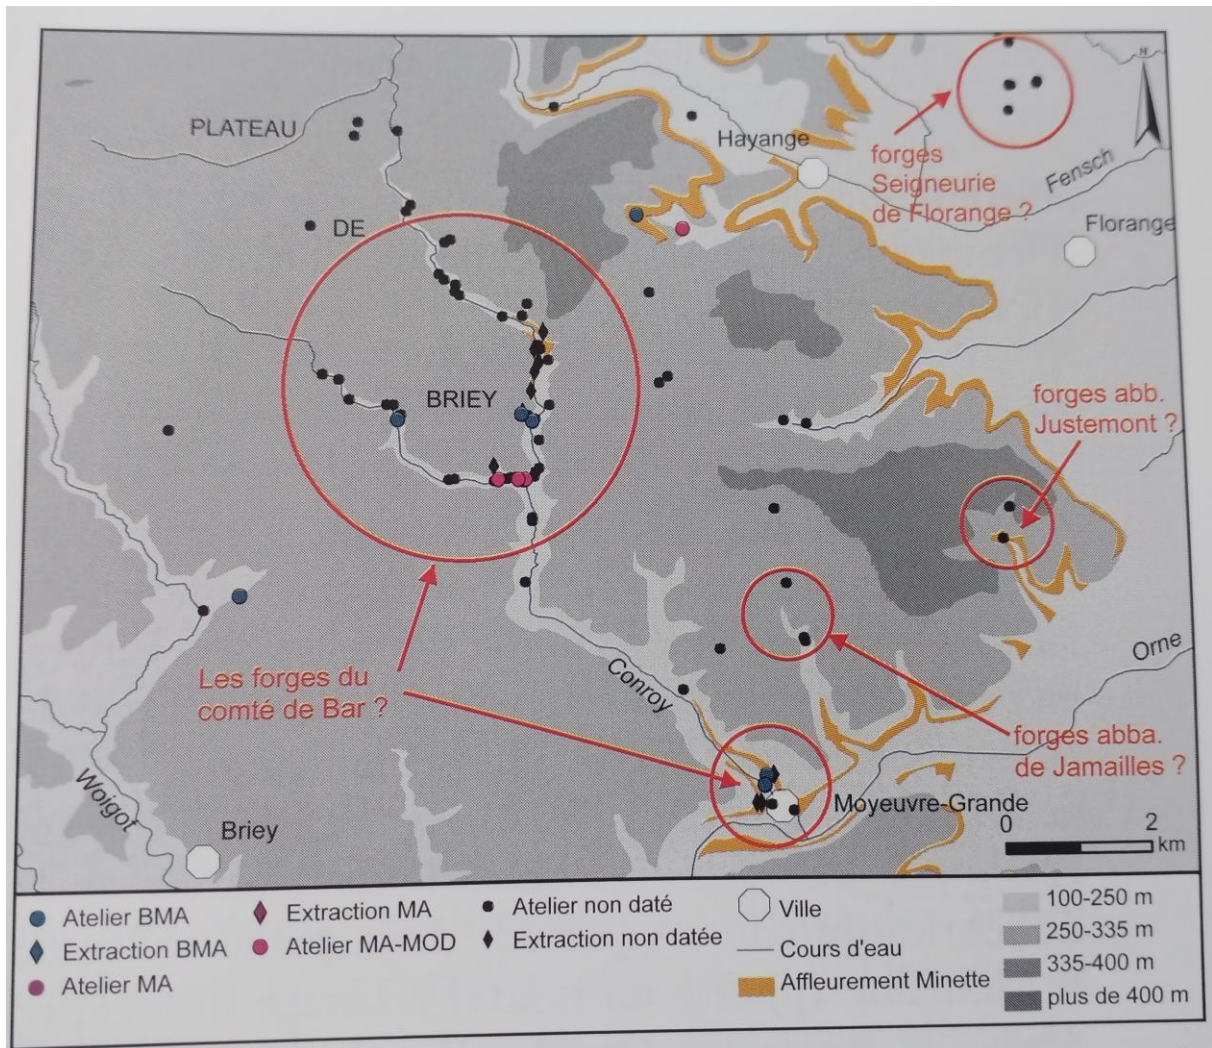 PLATEAU
DE
BRIEY
Hayange
forges
Seigneurie
de Florange ?
N
Fensch
Florange
forges abb.
Justemont ?
Les forges du
comté de Bar ?
Conroy
Orne
forges abba.
de Jamailles ?
Woigot
Briey
Moyeuvre-Grande
0 2
km
Atelier BMA
Extraction BMA
Atelier MA
Extraction MA
Atelier MA-MOD
Atelier non daté
Extraction non datée
Ville
Cours d'eau
Affleurement Minette
100-250 m
250-335 m
335-400 m
plus de 400 m